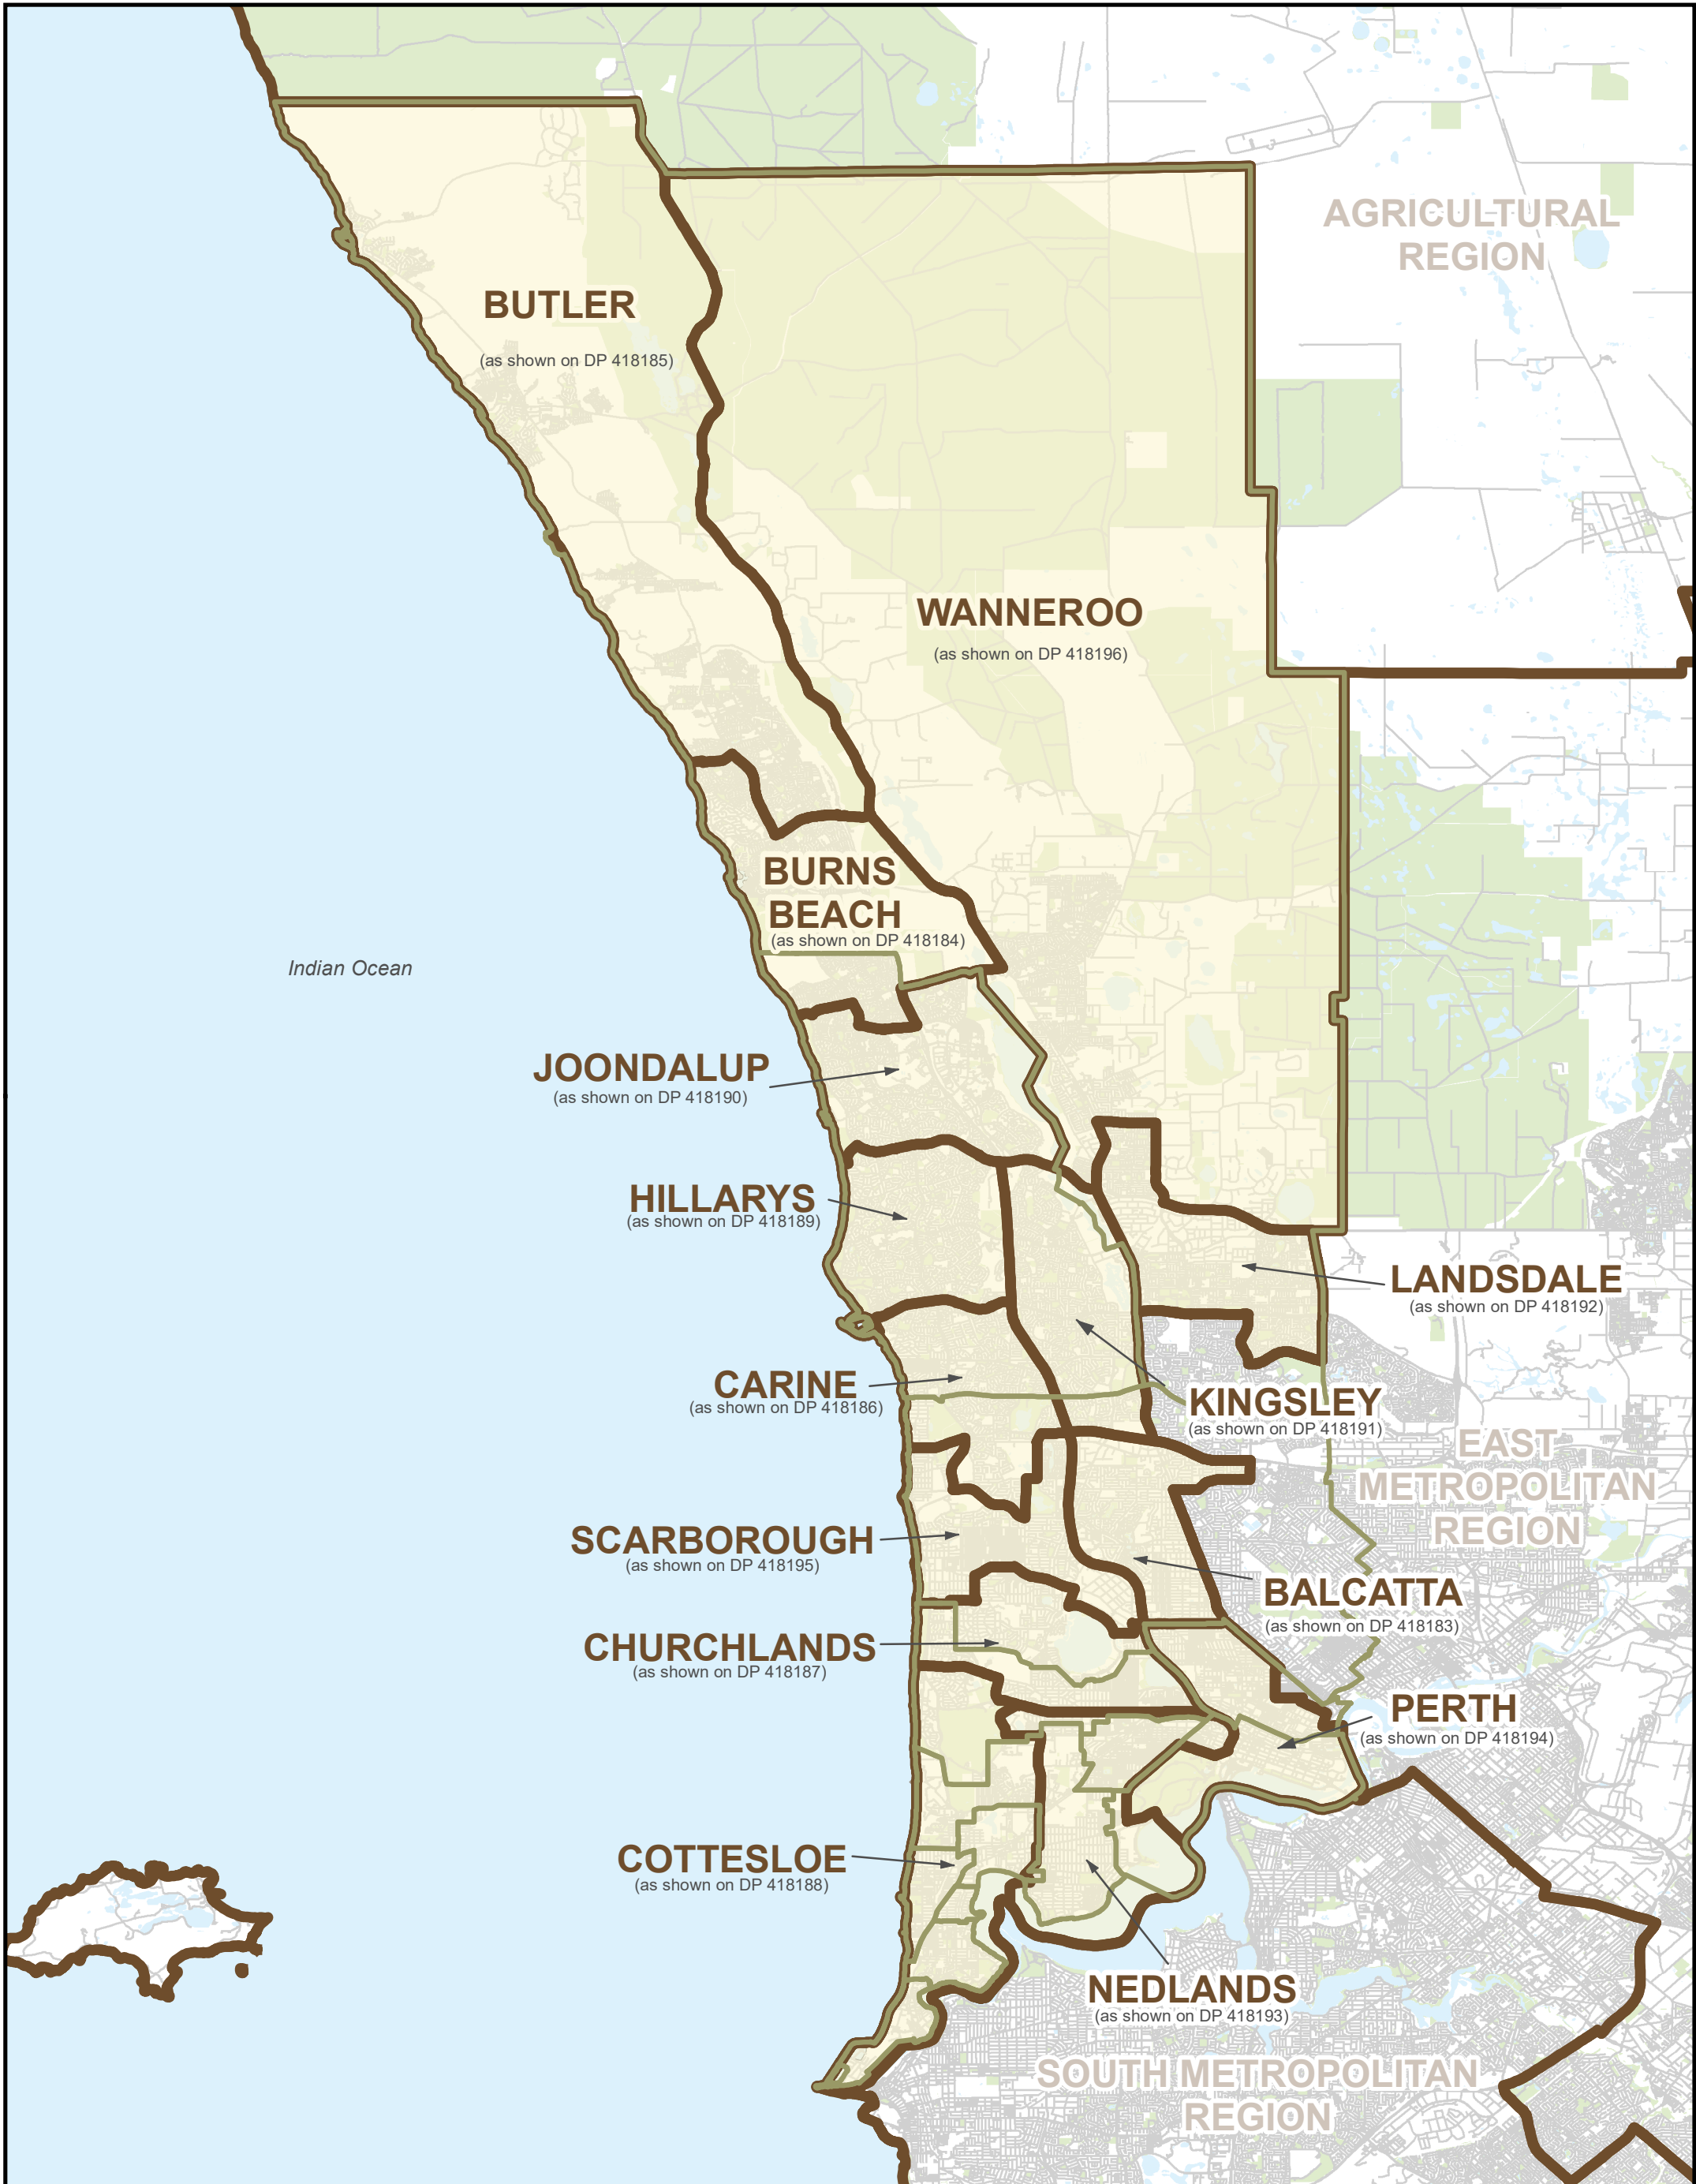 AGRICULTURAL
REGION
BUTLER
(as shown on DP 418185)
WANNEROO
(as shown on DP 418196)
BURNS
BEACH
(as shown on DP 418184)
Indian Ocean
JOONDALUP
(as shown on DP 418190)
HILLARYS
(as shown on DP 418189)
LANDSDALE
(as shown on DP 418192)
CARINE
(as shown on DP 418186)
KINGSLEY
(as shown on DP 418191)
EAST
METROPOLITAN
REGION
SCARBOROUGH
(as shown on DP 418195)
BALCATTA
(as shown on DP 418183)
CHURCHLANDS
(as shown on DP 418187)
PERTH
(as shown on DP 418194)
COTTESLOE
(as shown on DP 418188)
NEDLANDS
(as shown on DP 418193)
SOUTH METROPOLITAN
REGION